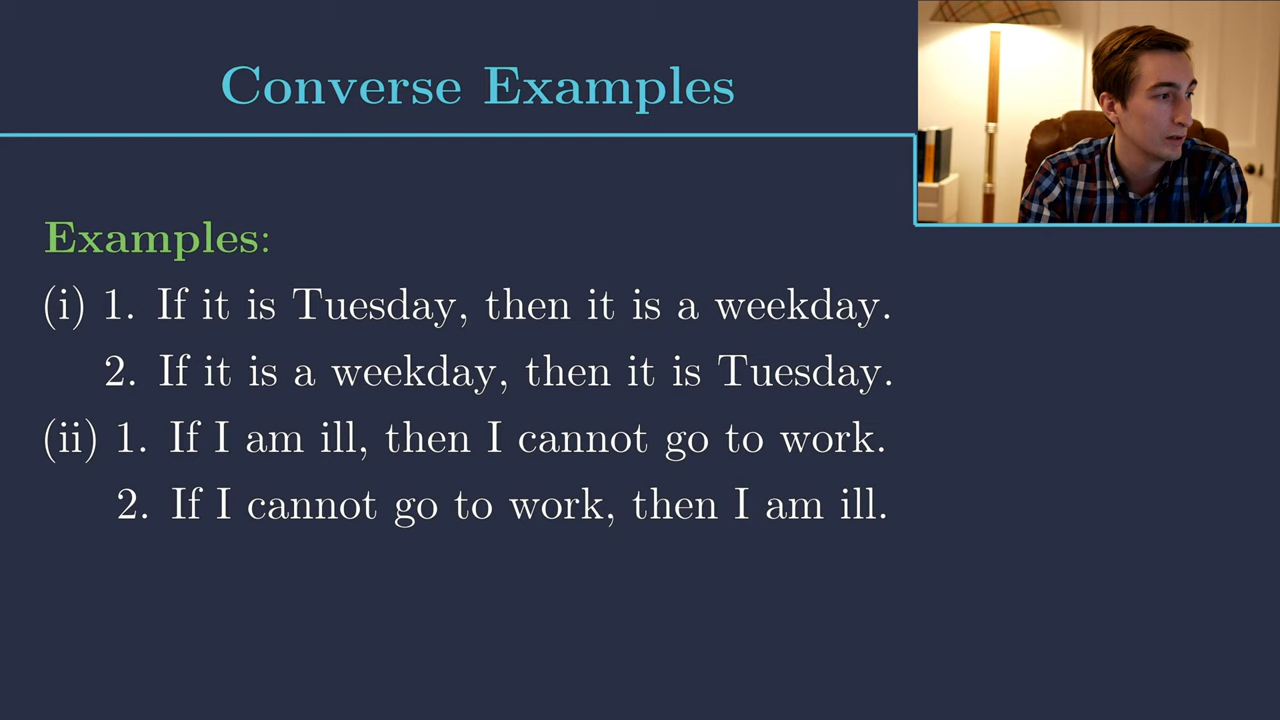 Converse Examples
Examples:
(i) 1. If it is Tuesday, then it is a weekday.
2. If it is a weekday, then it is Tuesday.
(ii) 1. If I am ill, then I cannot go to work.
2. If I cannot go to work, then I am ill.